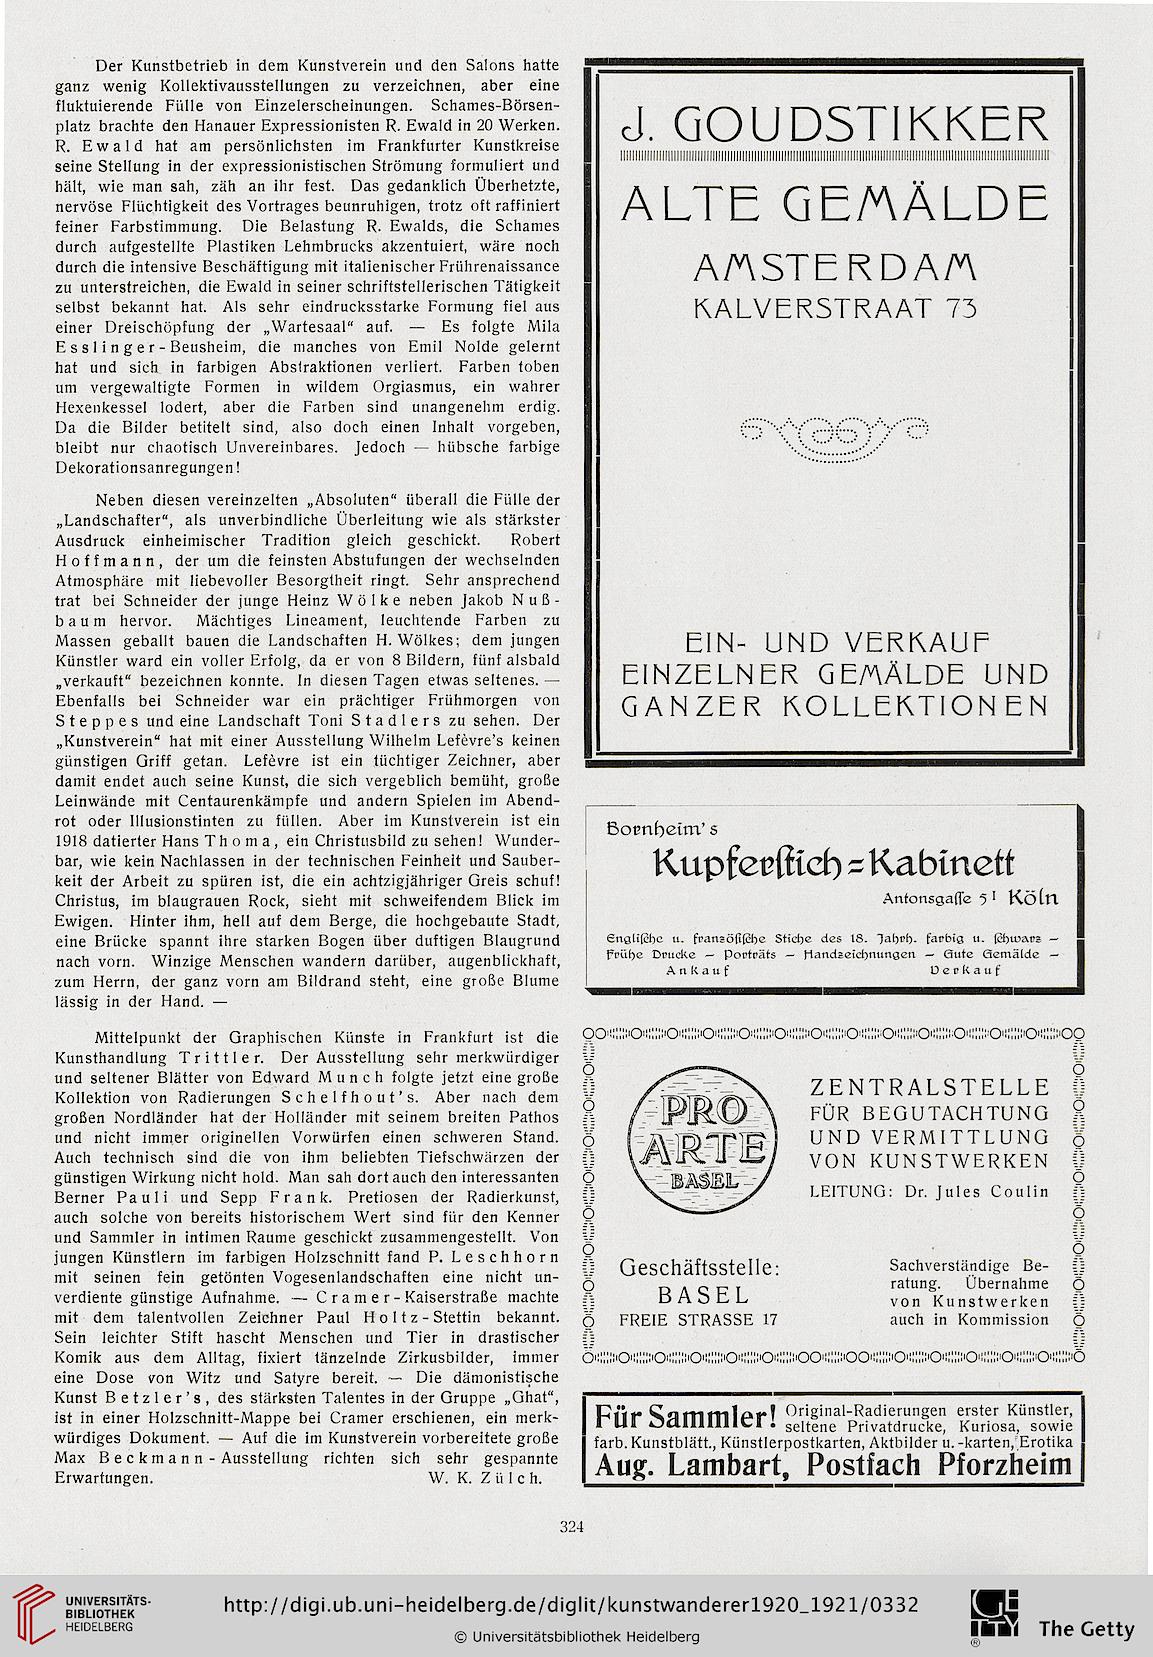 Der Kunstbetrieb in dem Kunstverein und den Salons hatte
ganz wenig Kollektivausstellungen zu verzeichnen, aber eine
fluktuierende Fülle von Einzelerscheinungen. Schames-Börsen-
platz brachte den Hanauer Expressionisten R. Ewald in 20 Werken.
R. Ewald hat am persönlichsten im Frankfurter Kunstkreise
seine Stellung in der expressionistischen Strömung formuliert und
hält, wie man sah, zäh an ihr fest. Das gedanklich Überhetzte,
nervöse Flüchtigkeit des Vortrages beunruhigen, trotz oft raffiniert
feiner Farbstimmung. Die Belastung R. Ewalds, die Schames
durch aufgestellte Plastiken Lehmbrucks akzentuiert, wäre noch
durch die intensive Beschäftigung mit italienischer Frührenaissance
zu unterstreichen, die Ewald in seiner schriftstellerischen Tätigkeit
selbst bekannt hat. Als sehr eindrucksstarke Formung fiel aus
einer Dreischöpfung der „Wartesaal“ auf. — Es folgte Mila
Esslinger-Beusheim, die manches von Emil Nolde gelernt
hat und sich in farbigen Abstraktionen verliert. Farben toben
um vergewaltigte Formen in wildem Orgiasmus, ein wahrer
Hexenkessel lodert, aber die Farben sind unangenehm erdig.
Da die Bilder betitelt sind, also doch einen Inhalt vorgeben,
bleibt nur chaotisch Unvereinbares. Jedoch — hübsche farbige
Dekorationsanregungen!
Neben diesen vereinzelten „Absoluten“ überall die Fülle der
„Landschafter“, als unverbindliche Überleitung wie als stärkster
Ausdruck einheimischer Tradition gleich geschickt. Robert
Hoffmann, der um die feinsten Abstufungen der wechselnden
Atmosphäre mit liebevoller Besorgtheit ringt. Sehr ansprechend
trat bei Schneider der junge Heinz Wölke neben Jakob Nuß-
baum hervor. Mächtiges Lineament, leuchtende Farben zu
Massen geballt bauen die Landschaften H. Wölkes; dem jungen
Künstler ward ein voller Erfolg, da er von 8 Bildern, fünf alsbald
„verkauft“ bezeichnen konnte. In diesen Tagen etwas seltenes. —
Ebenfalls bei Schneider war ein prächtiger Frühmorgen von
Steppes und eine Landschaft Toni Stadlers zu sehen. Der
„Kunstverein“ hat mit einer Ausstellung Wilhelm Lefèvre's keinen
günstigen Griff getan. Lefèvre ist ein tüchtiger Zeichner, aber
damit endet auch seine Kunst, die sich vergeblich bemüht, große
Leinwände mit Centaurenkämpfe und andern Spielen im Abend-
rot oder Illusionstinten zu füllen. Aber im Kunstverein ist ein
1918 datierter Hans Thoma, ein Christusbild zu sehen! Wunder-
bar, wie kein Nachlassen in der technischen Feinheit und Sauber-
keit der Arbeit zu spüren ist, die ein achtzigjähriger Greis schuf!
Christus, im blaugrauen Rock, sieht mit schweifendem Blick im
Ewigen. Hinter ihm, hell auf dem Berge, die hochgebaute Stadt,
eine Brücke spannt ihre starken Bogen über duftigen Blaugrund
nach vorn. Winzige Menschen wandern darüber, augenblickhaft,
zum Herrn, der ganz vorn am Bildrand steht, eine große Blume
lässig in der Hand. —
Mittelpunkt der Graphischen Künste in Frankfurt ist die
Kunsthandlung Trittler. Der Ausstellung sehr merkwürdiger
und seltener Blätter von Edward Munch folgte jetzt eine große
Kollektion von Radierungen Schelfhout's. Aber nach dem
großen Nordländer hat der Holländer mit seinem breiten Pathos
und nicht immer originellen Vorwürfen einen schweren Stand.
Auch technisch sind die von ihm beliebten Tiefschwärzen der
günstigen Wirkung nicht hold. Man sah dort auch den interessanten
Berner Pauli und Sepp Frank. Pretiosen der Radierkunst,
auch solche von bereits historischem Wert sind für den Kenner
und Sammler in intimen Raume geschickt zusammengestellt. Von
jungen Künstlern im farbigen Holzschnitt fand P. Leschhorn
mit seinen fein getönten Vogesenlandschaften eine nicht un-
verdiente günstige Aufnahme. — Cramer-Kaiserstraße machte
mit dem talentvollen Zeichner Paul Holtz-Stettin bekannt.
Sein leichter Stift hascht Menschen und Tier in drastischer
Komik aus dem Alltag, fixiert tänzelnde Zirkusbilder, immer
eine Dose von Witz und Satyre bereit. — Die dämonistische
Kunst Betzler's, des stärksten Talentes in der Gruppe „Ghat“,
ist in einer Holzschnitt-Mappe bei Cramer erschienen, ein merk-
würdiges Dokument. — Auf die im Kunstverein vorbereitete große
Max Beckmann-Ausstellung richten sich sehr gespannte
Erwartungen. W. K. Zülch.
J. GOUDSTIKKER
ALTE GEMÄLDE
AMSTERDAM
KALVERSTRAAT 73
EIN- UND VERKAUF
EINZELNER GEMÄLDE UND
GANZER KOLLEKTIONEN
Bornheim's
Kupferstich-Kabinett
Antonsgasse 5¹ Köln
Englische u. französische Stiche des 18. Jahrh. farbig u. schwarz —
Frühe Drucke — Porträts — Handzeichnungen — Gute Gemälde —
Ankauf Verkauf
PRO
ARTE
BASEL
ZENTRALSTELLE
FÜR BEGUTACHTUNG
UND VERMITTLUNG
VON KUNSTWERKEN
LEITUNG: Dr. Jules Coulin
Geschäftsstelle:
BASEL
FREIE STRASSE 17
Sachverständige Be-
ratung. Übernahme
von Kunstwerken
auch in Kommission
Für Sammler! Original-Radierungen erster Künstler,
seltene Privatdrucke, Kuriosa, sowie
farb. Kunstblätt., Künstlerpostkarten, Aktbilder u. -karten, Erotika
Aug. Lambart, Postfach Pforzheim
324
UNIVERSITÄTS-
BIBLIOTHEK
HEIDELBERG
http://digi.ub.uni-heidelberg.de/diglit/kunstwanderer1920_1921/0332
© Universitätsbibliothek Heidelberg
GETTY
®
The Getty